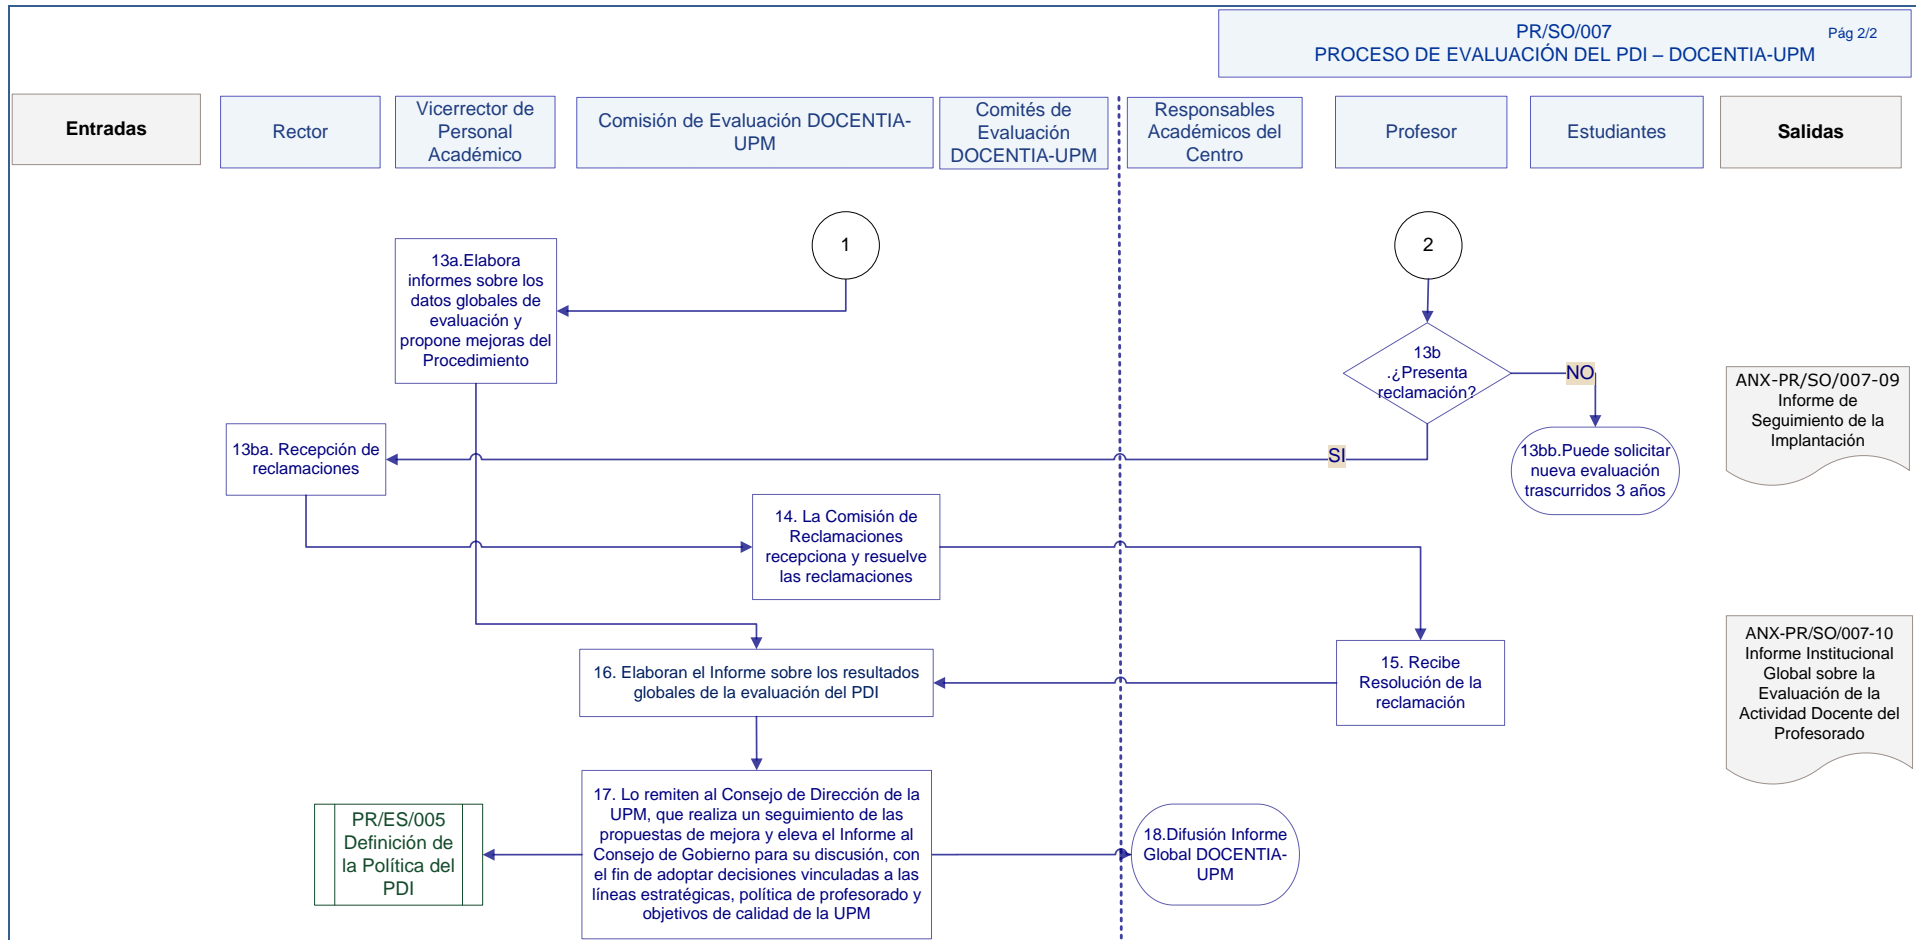 PR/SO/007
Pág 2/2
PROCESO DE EVALUACIÓN DEL PDI – DOCENTIA-UPM
Entradas
Rector
Vicerrector de
Personal
Académico
Comisión de Evaluación DOCENTIA-
UPM
Comités de
Evaluación
DOCENTIA-UPM
Responsables
Académicos del
Centro
Profesor
Estudiantes
Salidas
1
2
13a.Elabora
informes sobre los
datos globales de
evaluación y
propone mejoras del
Procedimiento
13b
.¿Presenta
reclamación?
NO
SI
ANX-PR/SO/007-09
Informe de
Seguimiento de la
Implantación
13ba. Recepción de
reclamaciones
13bb.Puede solicitar
nueva evaluación
trascurridos 3 años
14. La Comisión de
Reclamaciones
recepciona y resuelve
las reclamaciones
ANX-PR/SO/007-10
Informe Institucional
Global sobre la
Evaluación de la
Actividad Docente del
Profesorado
16. Elaboran el Informe sobre los resultados
globales de la evaluación del PDI
15. Recibe
Resolución de la
reclamación
PR/ES/005
Definición de
la Política del
PDI
17. Lo remiten al Consejo de Dirección de la
UPM, que realiza un seguimiento de las
propuestas de mejora y eleva el Informe al
Consejo de Gobierno para su discusión, con
el fin de adoptar decisiones vinculadas a las
líneas estratégicas, política de profesorado y
objetivos de calidad de la UPM
18.Difusión Informe
Global DOCENTIA-
UPM